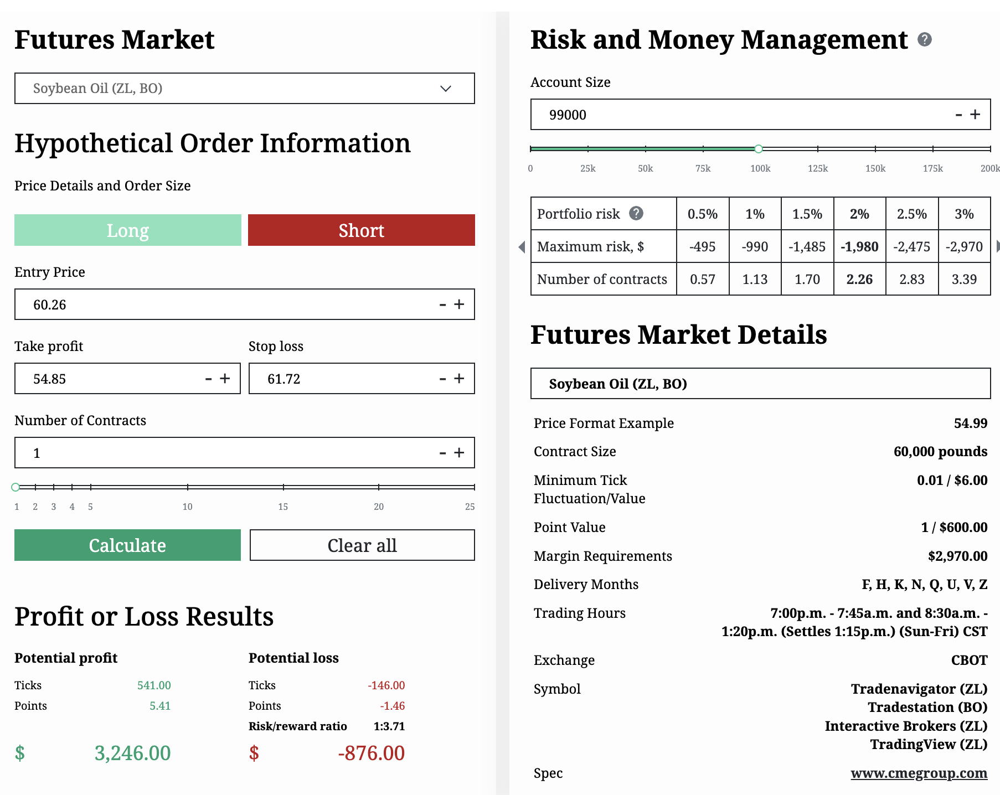 Futures Market
Soybean Oil (ZL, BO)
Hypothetical Order Information
Price Details and Order Size
Long Short
Entry Price
60.26 - +
Take profit Stop loss
54.85 - + 61.72 - +
Number of Contracts
1 - +
1 2 3 4 5 10 15 20 25
Calculate Clear all
Profit or Loss Results
Potential profit Potential loss
Ticks 541.00 Ticks -146.00
Points 5.41 Points -1.46
Risk/reward ratio 1:3.71
$ 3,246.00 $ -876.00
Risk and Money Management ?
Account Size
99000 - +
0 25k 50k 75k 100k 125k 150k 175k 200k
Portfolio risk ? 0.5% 1% 1.5% 2% 2.5% 3%
Maximum risk, $ -495 -990 -1,485 -1,980 -2,475 -2,970
Number of contracts 0.57 1.13 1.70 2.26 2.83 3.39
Futures Market Details
Soybean Oil (ZL, BO)
Price Format Example 54.99
Contract Size 60,000 pounds
Minimum Tick 0.01 / $6.00
Fluctuation/Value
Point Value 1 / $600.00
Margin Requirements $2,970.00
Delivery Months F, H, K, N, Q, U, V, Z
Trading Hours 7:00p.m. - 7:45a.m. and 8:30a.m. -
1:20p.m. (Settles 1:15p.m.) (Sun-Fri) CST
Exchange CBOT
Symbol Tradenavigator (ZL)
Tradestation (BO)
Interactive Brokers (ZL)
TradingView (ZL)
Spec www.cmegroup.com